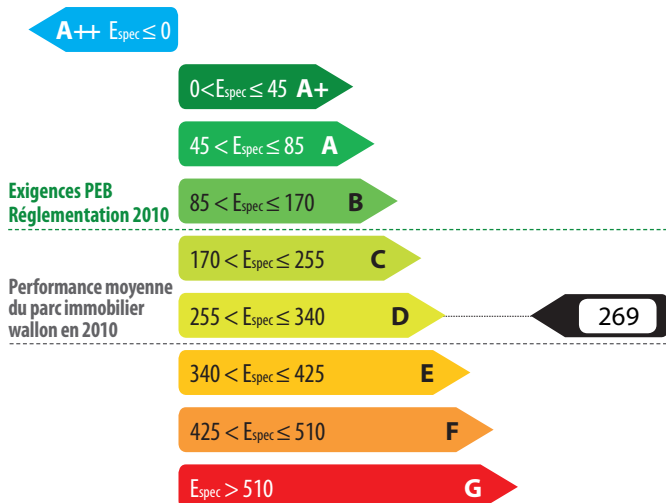 A++ Espec ≤ 0
0 < Espec ≤ 45 A+
45 < Espec ≤ 85 A
Exigences PEB
Réglementation 2010
85 < Espec ≤ 170 B
170 < Espec ≤ 255 C
Performance moyenne
du parc immobilier
wallon en 2010
255 < Espec ≤ 340 D
269
340 < Espec ≤ 425 E
425 < Espec ≤ 510 F
Espec > 510 G